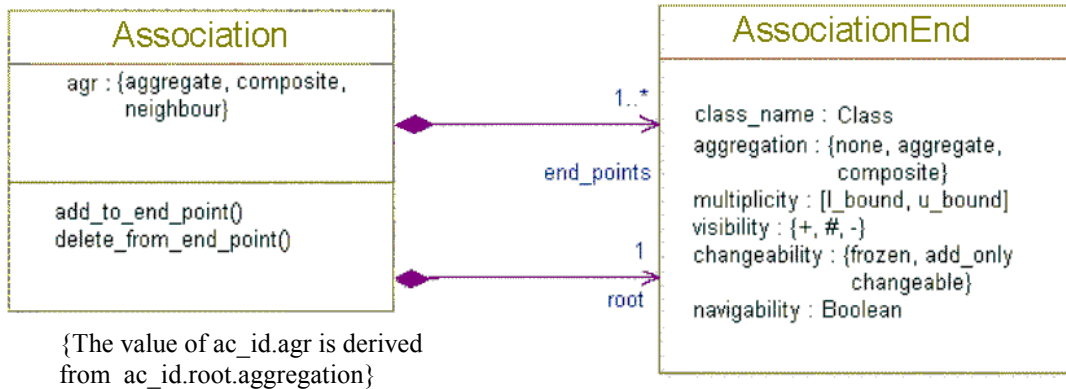 Association
agr : {aggregate, composite,
neighbour}
add_to_end_point()
delete_from_end_point()
{The value of ac_id.agr is derived
from ac_id.root.aggregation}
1..*
end_points
1
root
AssociationEnd
class_name : Class
aggregation : {none, aggregate,
composite}
multiplicity : [l_bound, u_bound]
visibility : {+, #, -}
changeability : {frozen, add_only
changeable}
navigability : Boolean